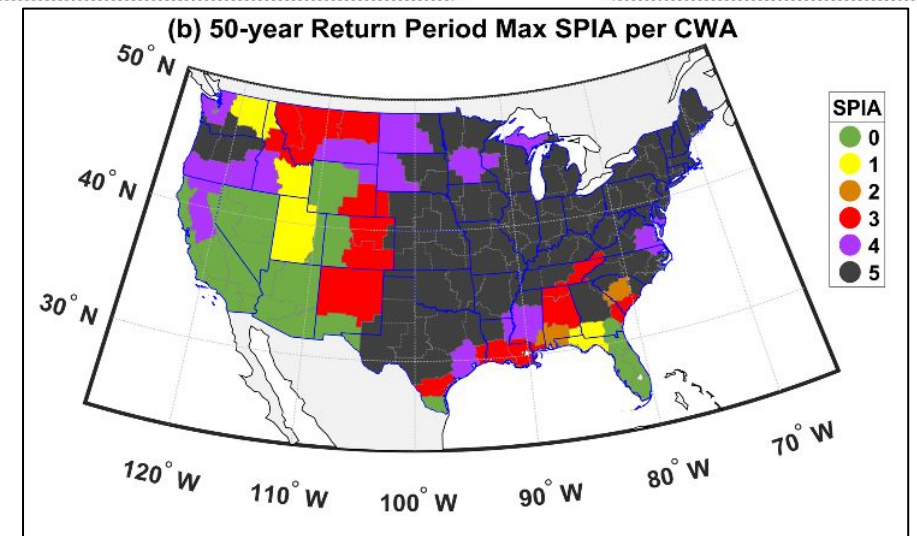 (b) 50-year Return Period Max SPIA per CWA
50° N
40° N
30° N
120° W
110° W
100° W
90° W
80° W
70° W
SPIA
0
1
2
3
4
5